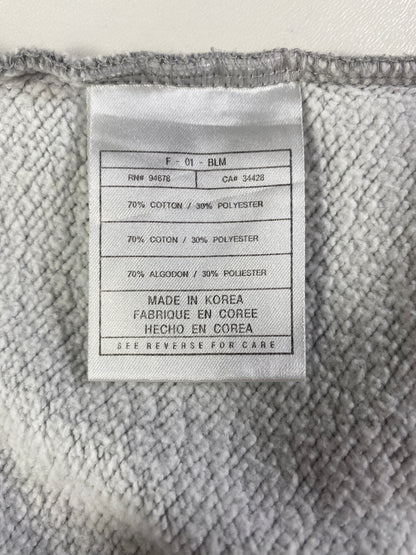 F - 01 - BLM
RN# 94678 CA# 34428
70% COTTON / 30% POLYESTER
70% COTON / 30% POLYESTER
70% ALGODON / 30% POLIESTER
MADE IN KOREA
FABRIQUE EN COREE
HECHO EN COREA
SEE REVERSE FOR CARE